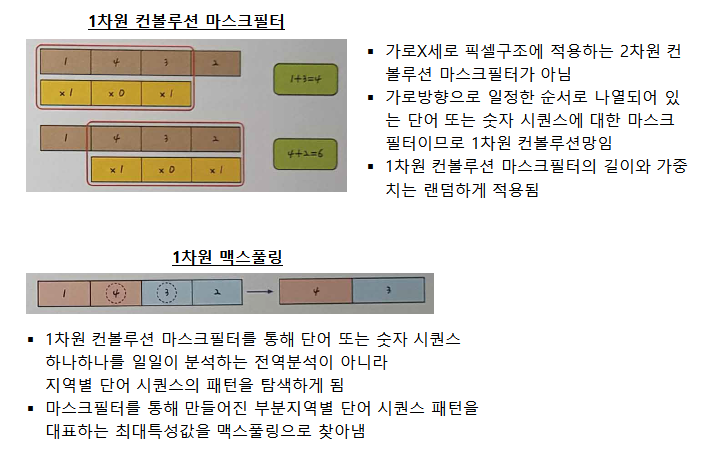 1차원 컨볼루션 마스크필터
1 4 3 2
x1 x0 x1
1+3=4
1 4 3 2
x1 x0 x1
4+2=6
▪ 가로X세로 픽셀구조에 적용하는 2차원 컨
볼루션 마스크필터가 아님
▪ 가로방향으로 일정한 순서로 나열되어 있
는 단어 또는 숫자 시퀀스에 대한 마스크
필터이므로 1차원 컨볼루션망임
▪ 1차원 컨볼루션 마스크필터의 길이와 가중
치는 랜덤하게 적용됨
1차원 맥스풀링
1 4 3 2 → 4 3
▪ 1차원 컨볼루션 마스크필터를 통해 단어 또는 숫자 시퀀스
하나하나를 일일이 분석하는 전역분석이 아니라
지역별 단어 시퀀스의 패턴을 탐색하게 됨
▪ 마스크필터를 통해 만들어진 부분지역별 단어 시퀀스 패턴을
대표하는 최대특성값을 맥스풀링으로 찾아냄